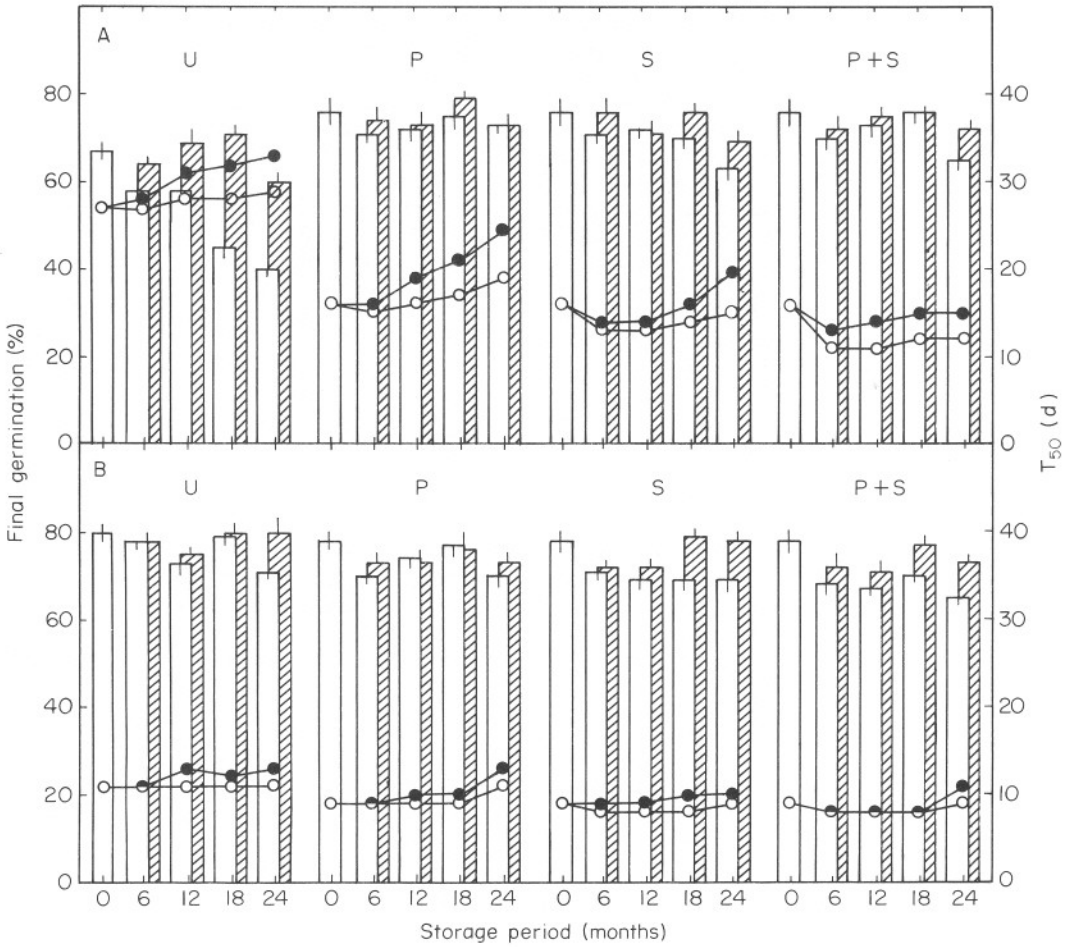 A
U P S P+S
80 40
60 30
40 20
20 10
0 0
B
U P S P+S
80 40
60 30
40 20
20 10
0 0
0 6 12 18 24 0 6 12 18 24 0 6 12 18 24 0 6 12 18 24
Storage period (months)
Final germination (%)
T50 (d)